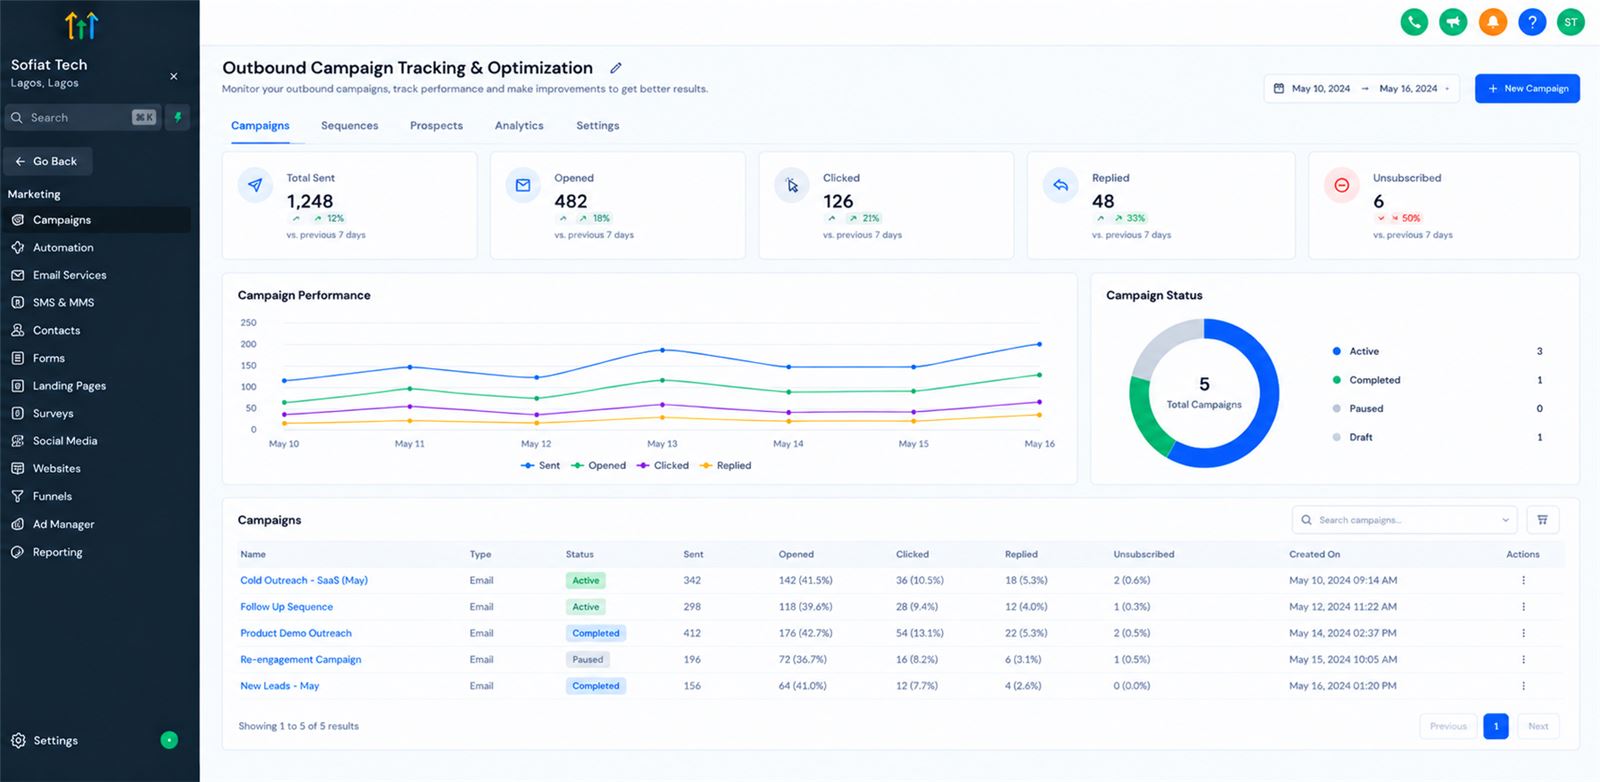 ST
Sofiat Tech
Lagos, Lagos
Search ⌘K
Go Back
Marketing
Campaigns
Automation
Email Services
SMS & MMS
Contacts
Forms
Landing Pages
Surveys
Social Media
Websites
Funnels
Ad Manager
Reporting
Settings
Outbound Campaign Tracking & Optimization
Monitor your outbound campaigns, track performance and make improvements to get better results.
May 10, 2024 → May 16, 2024
+ New Campaign
Campaigns Sequences Prospects Analytics Settings
Total Sent
1,248
12%
vs. previous 7 days
Opened
482
18%
vs. previous 7 days
Clicked
126
21%
vs. previous 7 days
Replied
48
33%
vs. previous 7 days
Unsubscribed
6
50%
vs. previous 7 days
Campaign Performance
250
200
150
100
50
0
May 10 May 11 May 12 May 13 May 14 May 15 May 16
Sent Opened Clicked Replied
Campaign Status
5
Total Campaigns
Active 3
Completed 1
Paused 0
Draft 1
Campaigns
Search campaigns...
Name Type Status Sent Opened Clicked Replied Unsubscribed Created On Actions
Cold Outreach - SaaS (May) Email Active 342 142 (41.5%) 36 (10.5%) 18 (5.3%) 2 (0.6%) May 10, 2024 09:14 AM
Follow Up Sequence Email Active 298 118 (39.6%) 28 (9.4%) 12 (4.0%) 1 (0.3%) May 12, 2024 11:22 AM
Product Demo Outreach Email Completed 412 176 (42.7%) 54 (13.1%) 22 (5.3%) 2 (0.5%) May 14, 2024 02:37 PM
Re-engagement Campaign Email Paused 196 72 (36.7%) 16 (8.2%) 6 (3.1%) 1 (0.5%) May 15, 2024 10:05 AM
New Leads - May Email Completed 156 64 (41.0%) 12 (7.7%) 4 (2.6%) 0 (0.0%) May 16, 2024 01:20 PM
Showing 1 to 5 of 5 results
Previous 1 Next